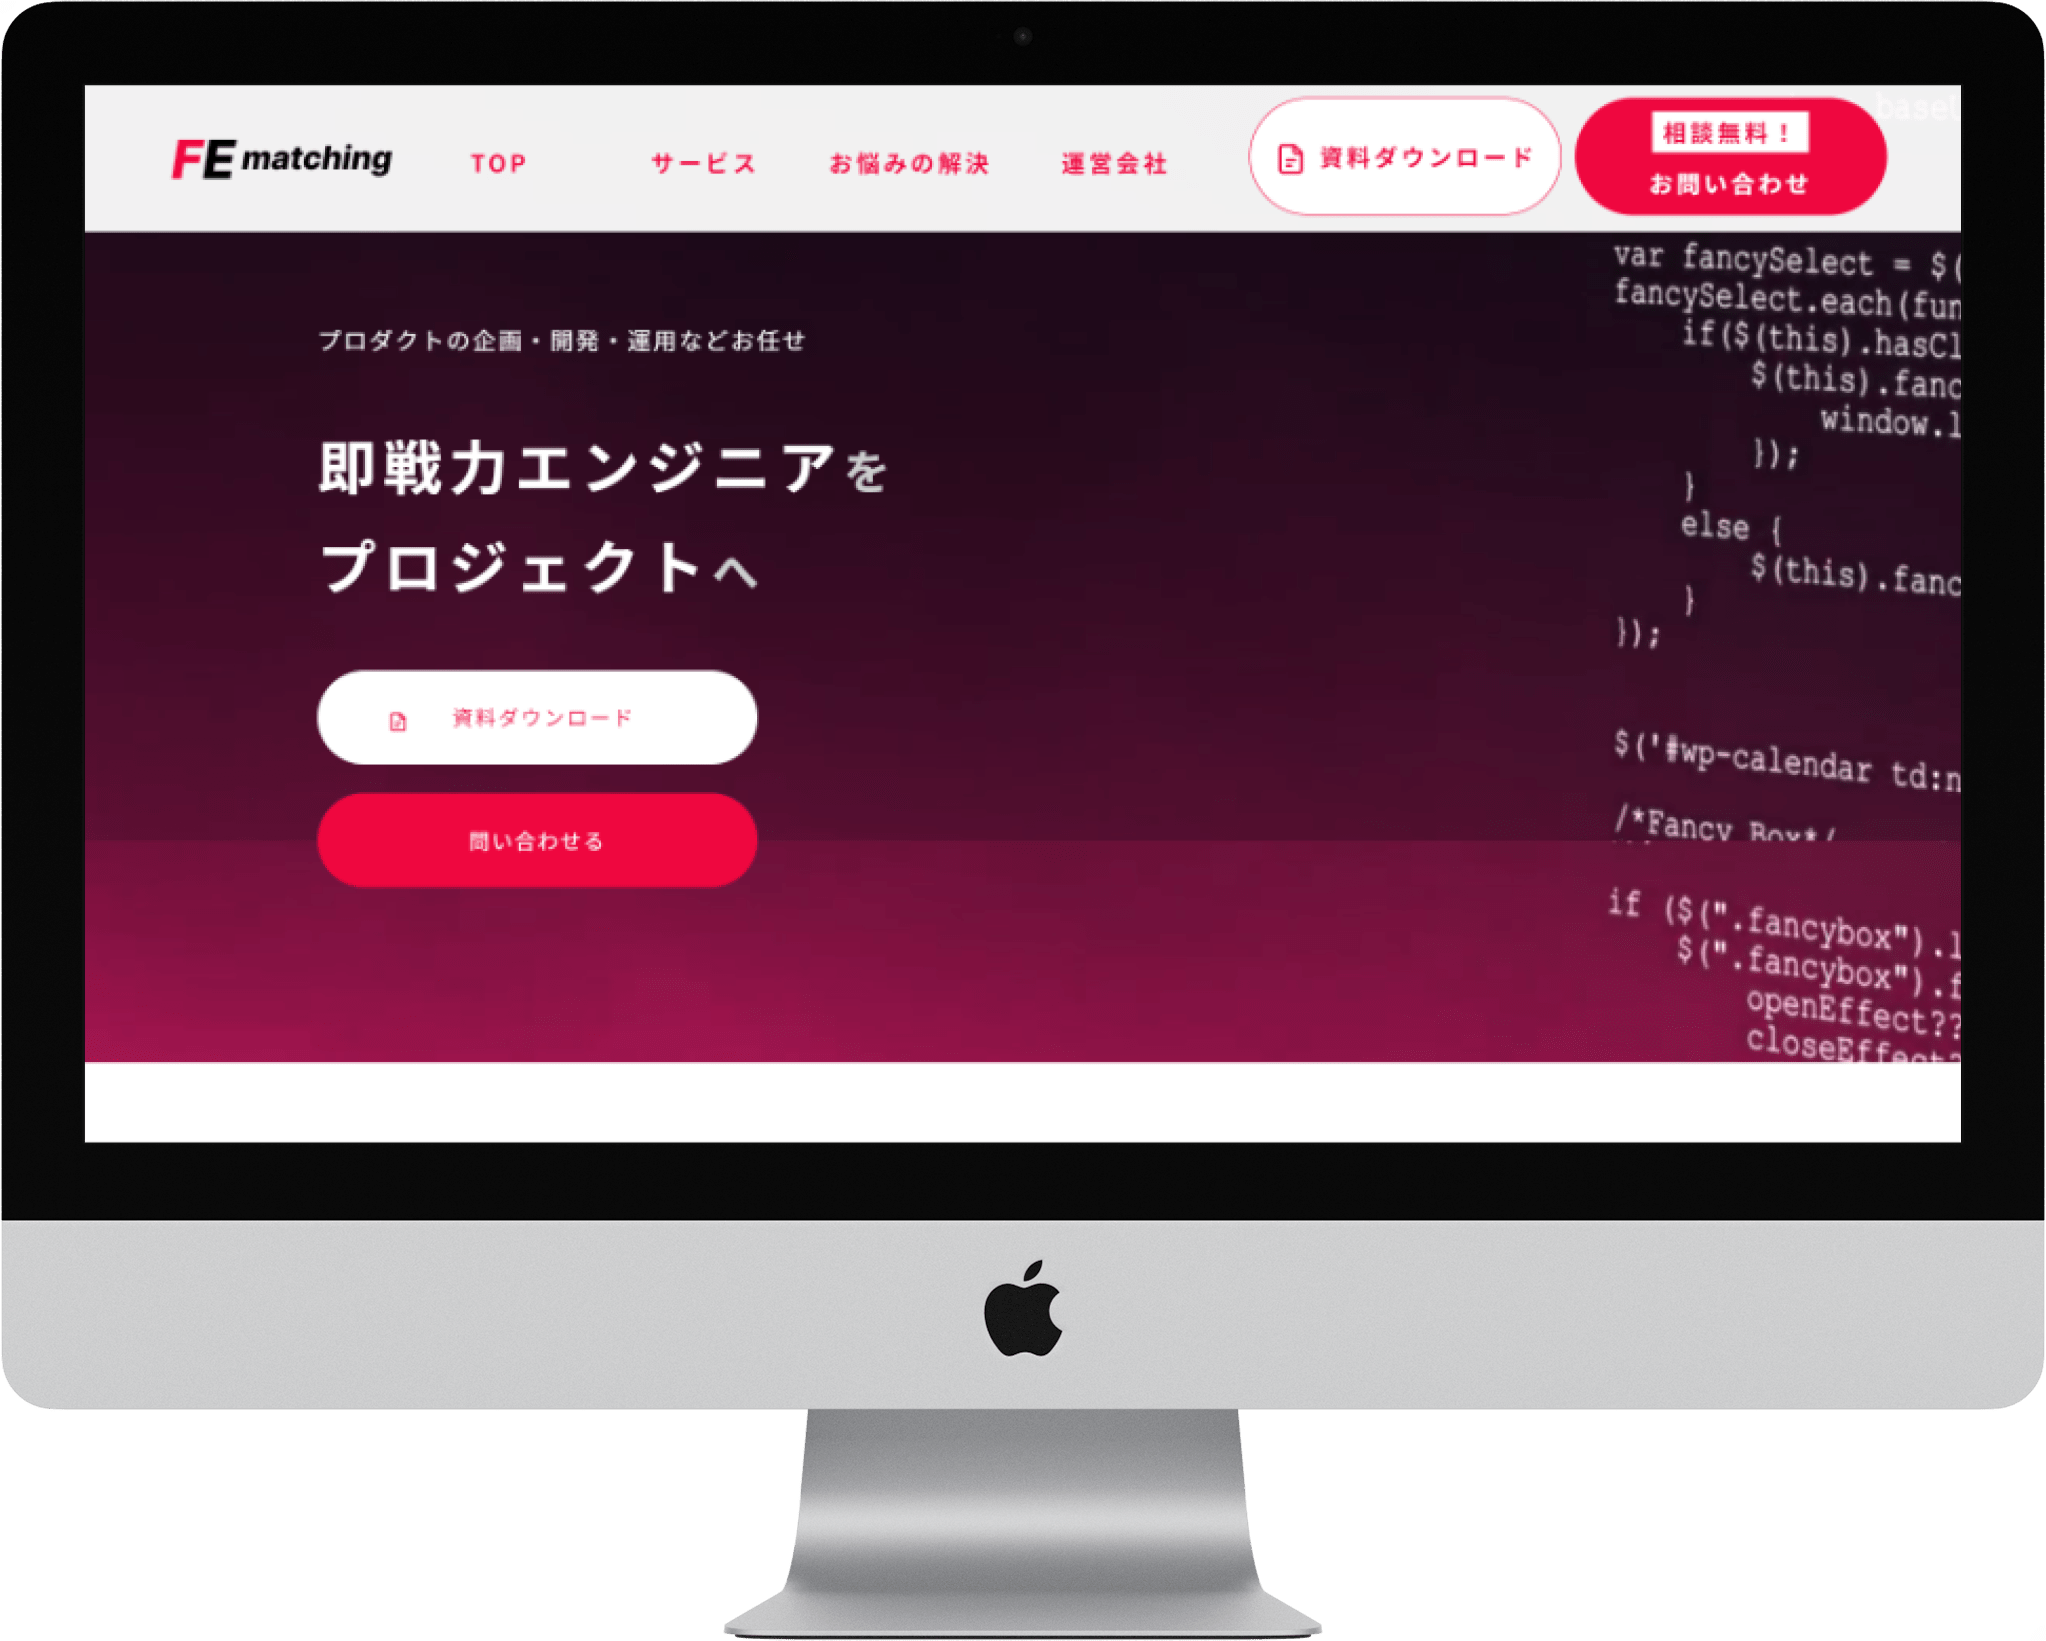 FE matching
TOP
サービス
お悩みの解決
運営会社
資料ダウンロード
相談無料！
お問い合わせ
プロダクトの企画・開発・運用などお任せ
即戦力エンジニアを
プロジェクトへ
資料ダウンロード
問い合わせる
var fancySelect = $(
fancySelect.each(fun
if($(this).hasCl
$(this).fanc
window.l
});
}
else {
$(this).fanc
}
});
$('#wp-calendar td:n
/*Fancy Box*/
if ($(".fancybox").l
$(".fancybox").f
openEffect??
closeEffect